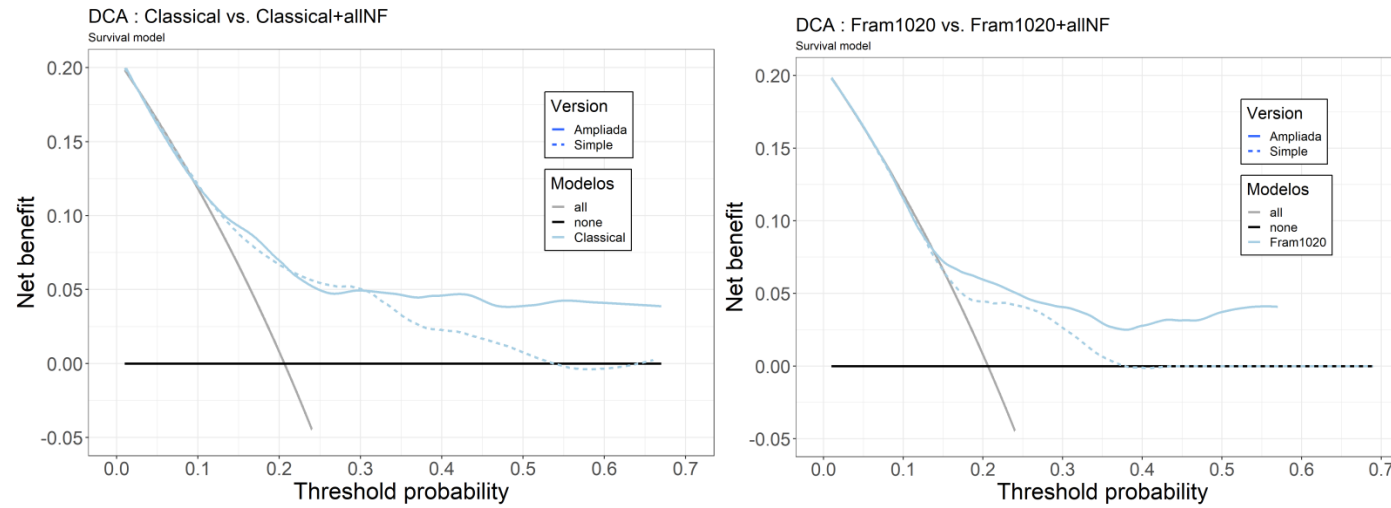 DCA : Classical vs. Classical+allNF
Survival model
Net benefit
0.20
0.15
0.10
0.05
0.00
-0.05
Version
Ampliada
Simple
Modelos
all
none
Classical
0.0 0.1 0.2 0.3 0.4 0.5 0.6 0.7
Threshold probability
DCA : Fram1020 vs. Fram1020+allNF
Survival model
Net benefit
0.20
0.15
0.10
0.05
0.00
-0.05
Version
Ampliada
Simple
Modelos
all
none
Fram1020
0.0 0.1 0.2 0.3 0.4 0.5 0.6 0.7
Threshold probability